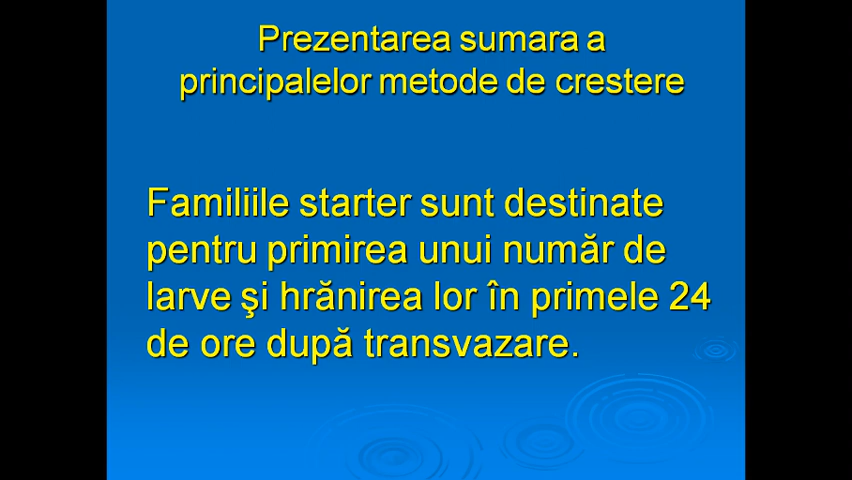 Prezentarea sumara a
principalelor metode de crestere
Familiile starter sunt destinate
pentru primirea unui număr de
larve şi hrănirea lor în primele 24
de ore după transvazare.